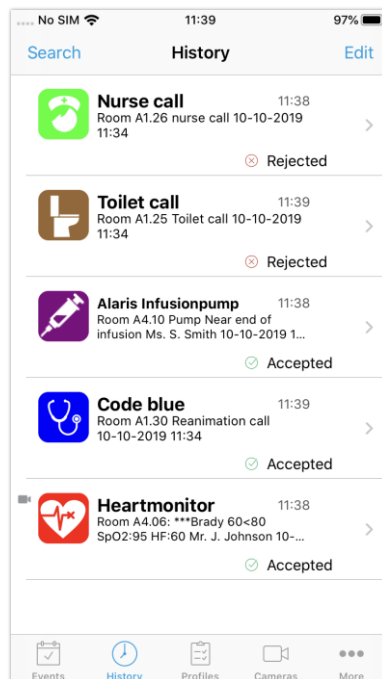 No SIM 11:39 97%
Search History Edit
Nurse call 11:38
Room A1.26 nurse call 10-10-2019
11:34
Rejected
Toilet call 11:39
Room A1.25 Toilet call 10-10-2019
11:34
Rejected
Alaris Infusionpump 11:38
Room A4.10 Pump Near end of
infusion Ms. S. Smith 10-10-2019 1...
Accepted
Code blue 11:39
Room A1.30 Reanimation call
10-10-2019 11:34
Accepted
Heartmonitor 11:38
Room A4.06: ***Brady 60<80
SpO2:95 HF:60 Mr. J. Johnson 10-...
Accepted
Events History Profiles Cameras More